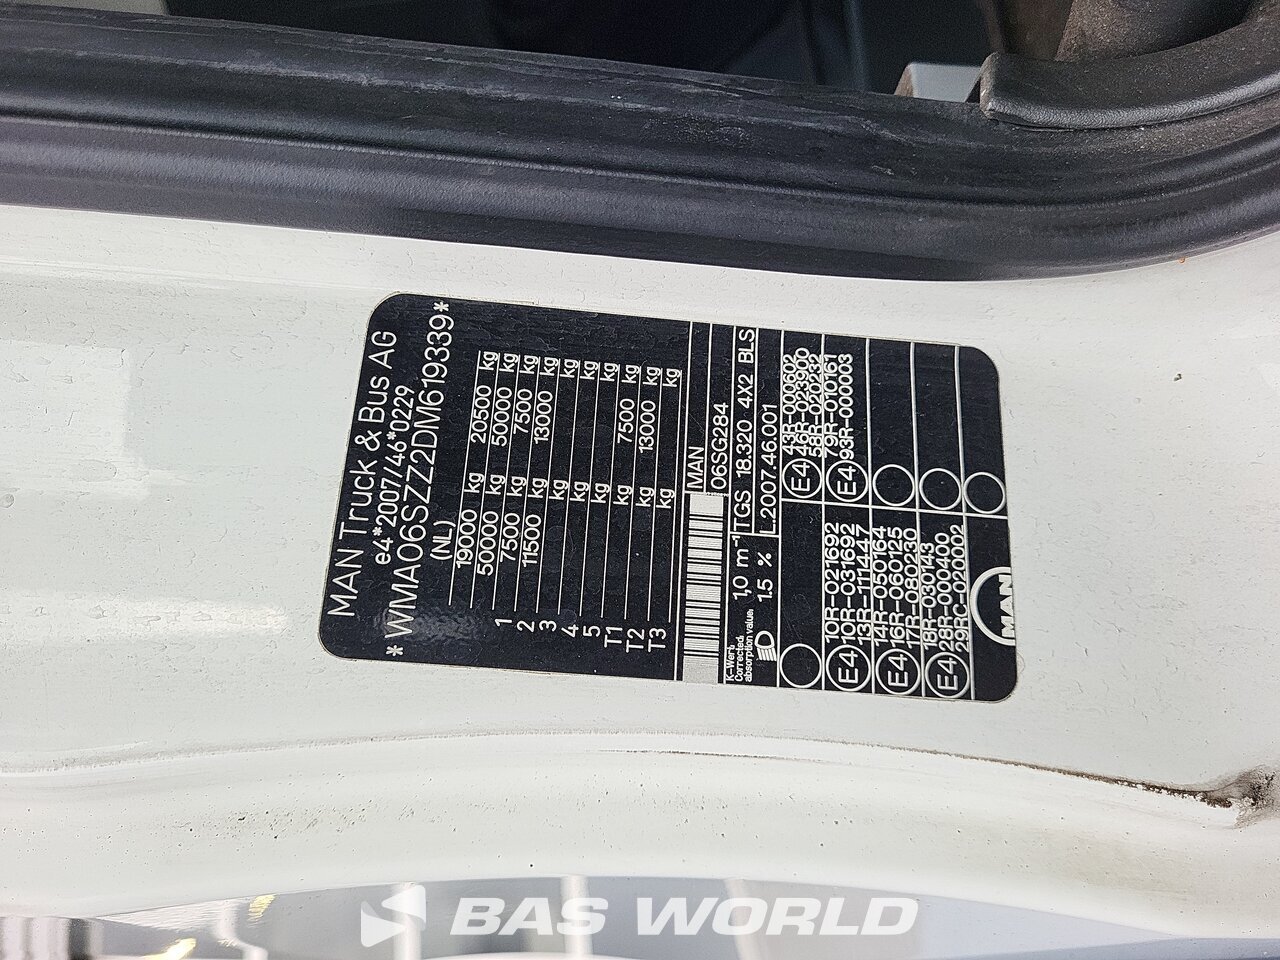 MAN Truck & Bus AG
e4*2007/46*0229
*WMA06SZZ2DM619339*
(NL)
19000 kg 20500 kg
50000 kg 50000 kg
1 7500 kg 7500 kg
2 11500 kg 13000 kg
3 kg kg
4 kg kg
5 kg kg
T1 kg 7500 kg
T2 kg 13000 kg
T3 kg kg
MAN
06SG284
K-Wert,
Corrected,
absorption value,
1,0 m⁻¹
TGS 18.320 4X2 BLS
1.5 %
L.2007.46.001
E4
43R-000602
46R-023900
58R-020232
E4
10R-021692
10R-031692
13R-111447
E4
79R-010161
93R-000003
E4
14R-050164
16R-060125
17R-080230
E4
18R-030143
28R-000400
29RC-020002
MAN
BAS WORLD